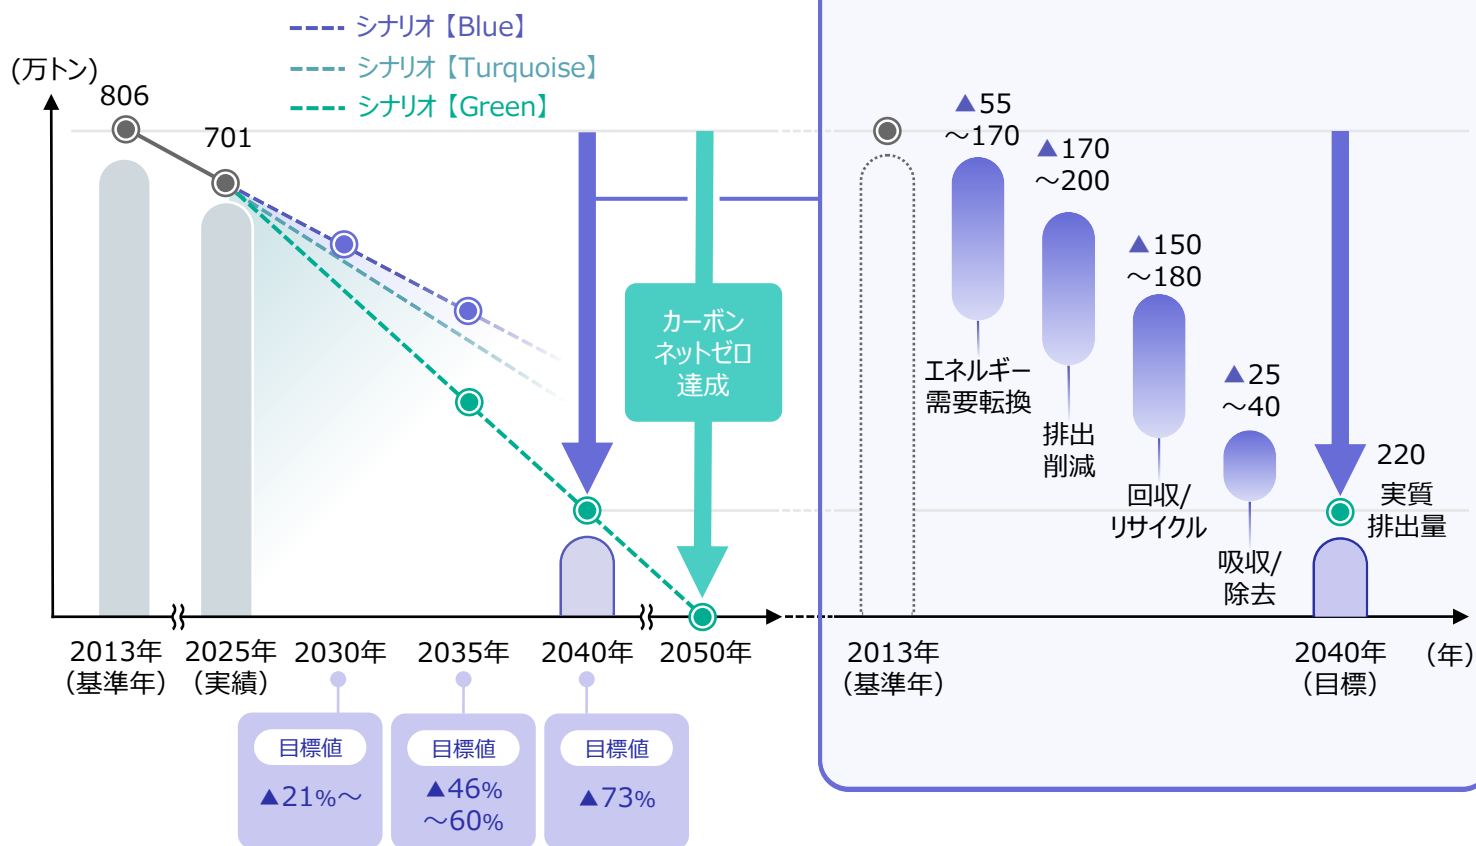 シナリオ【Blue】
シナリオ【Turquoise】
シナリオ【Green】
(万トン)
806
701
カーボン
ネットゼロ
達成
2013年
（基準年）
2025年
（実績）
2030年
2035年
2040年
2050年
目標値
▲21%～
目標値
▲46%
～60%
目標値
▲73%
▲55
～170
エネルギー
需要転換
▲170
～200
排出
削減
▲150
～180
回収/
リサイクル
▲25
～40
吸収/
除去
220
実質
排出量
2013年
（基準年）
2040年
（目標）
(年)